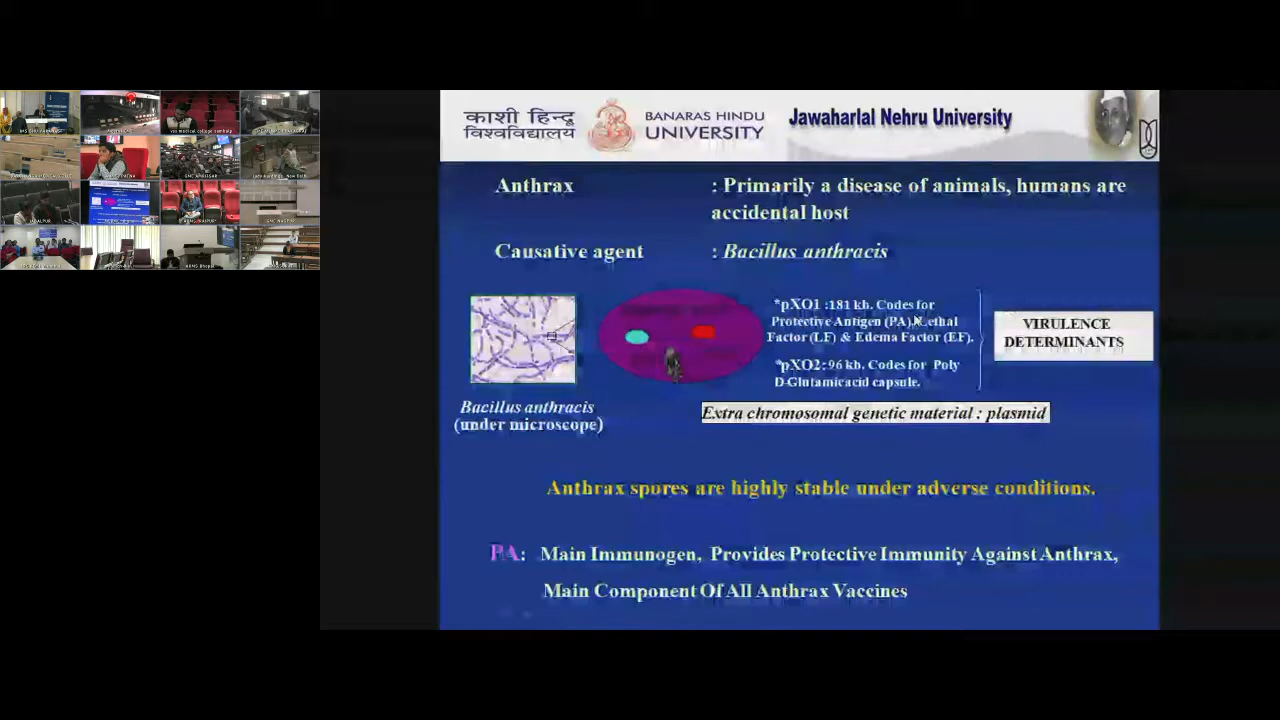 काशी हिन्दू
विश्वविद्यालय
BANARAS HINDU
UNIVERSITY
Jawaharlal Nehru University
Anthrax : Primarily a disease of animals, humans are
accidental host
Causative agent : Bacillus anthracis
*pXO1 :181 kb. Codes for
Protective Antigen (PA), Lethal
Factor (LF) & Edema Factor (EF).
*pXO2: 96 kb. Codes for Poly
D-Glutamicacid capsule.
VIRULENCE
DETERMINANTS
Bacillus anthracis
(under microscope)
Extra chromosomal genetic material : plasmid
Anthrax spores are highly stable under adverse conditions.
PA: Main Immunogen, Provides Protective Immunity Against Anthrax,
Main Component Of All Anthrax Vaccines